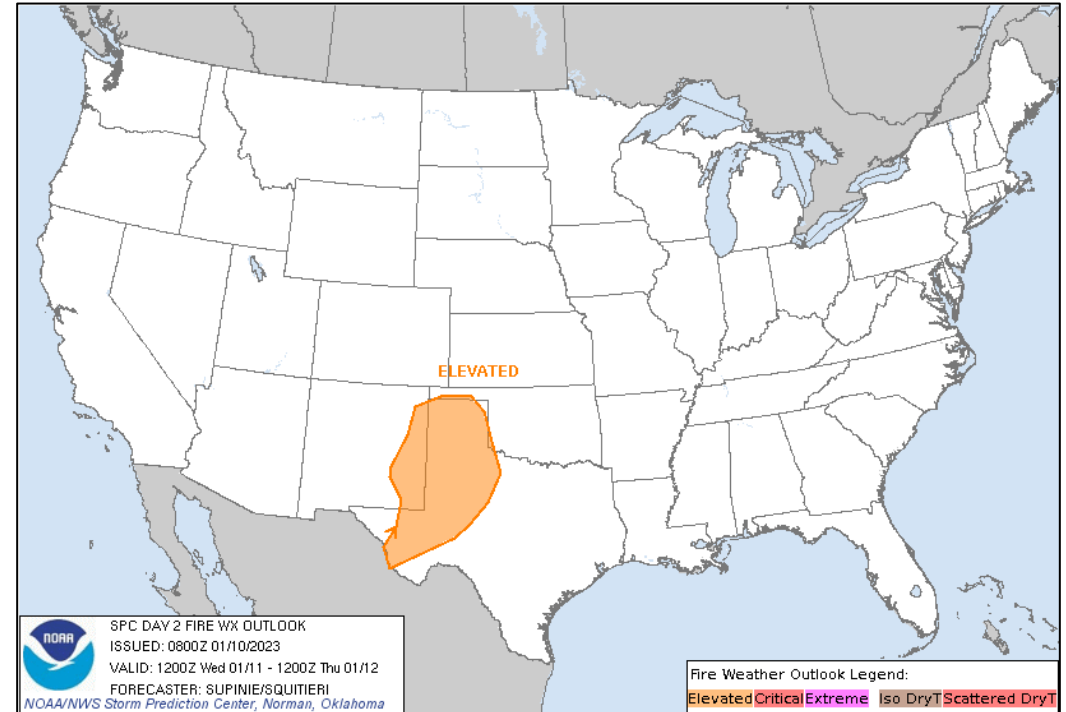 ELEVATED
NOAA
SPC DAY 2 FIRE WX OUTLOOK
ISSUED: 0800Z 01/10/2023
VALID: 1200Z Wed 01/11 - 1200Z Thu 01/12
FORECASTER: SUPINIE/SQUITIERI
NOAA/NWS Storm Prediction Center, Norman, Oklahoma
Fire Weather Outlook Legend:
Elevated Critical Extreme Iso DryT Scattered DryT